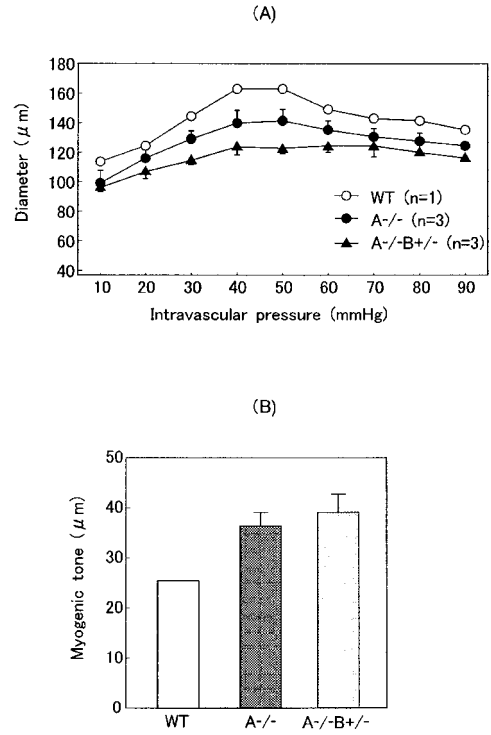 (A)
Diameter (μm)
180
160
140
120
100
80
60
40
WT (n=1)
A-/- (n=3)
A-/-B+/- (n=3)
10 20 30 40 50 60 70 80 90
Intravascular pressure (mmHg)
(B)
Myogenic tone (μm)
50
40
30
20
10
0
WT A-/- A-/-B+/-